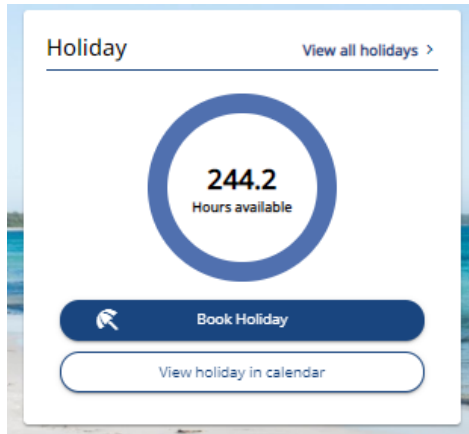 Holiday
View all holidays >
244.2
Hours available
Book Holiday
View holiday in calendar